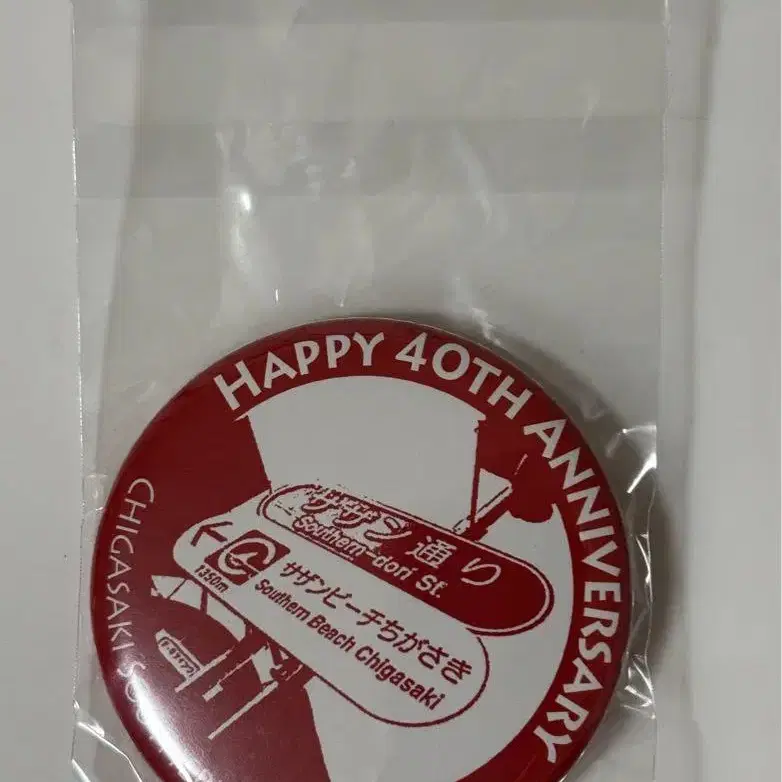 HAPPY 40TH ANNIVERSARY
サザン通り
Southern-dori St.
←
1350m
サザンビーチちがさき
Southern Beach Chigasaki
CHIGASAKI